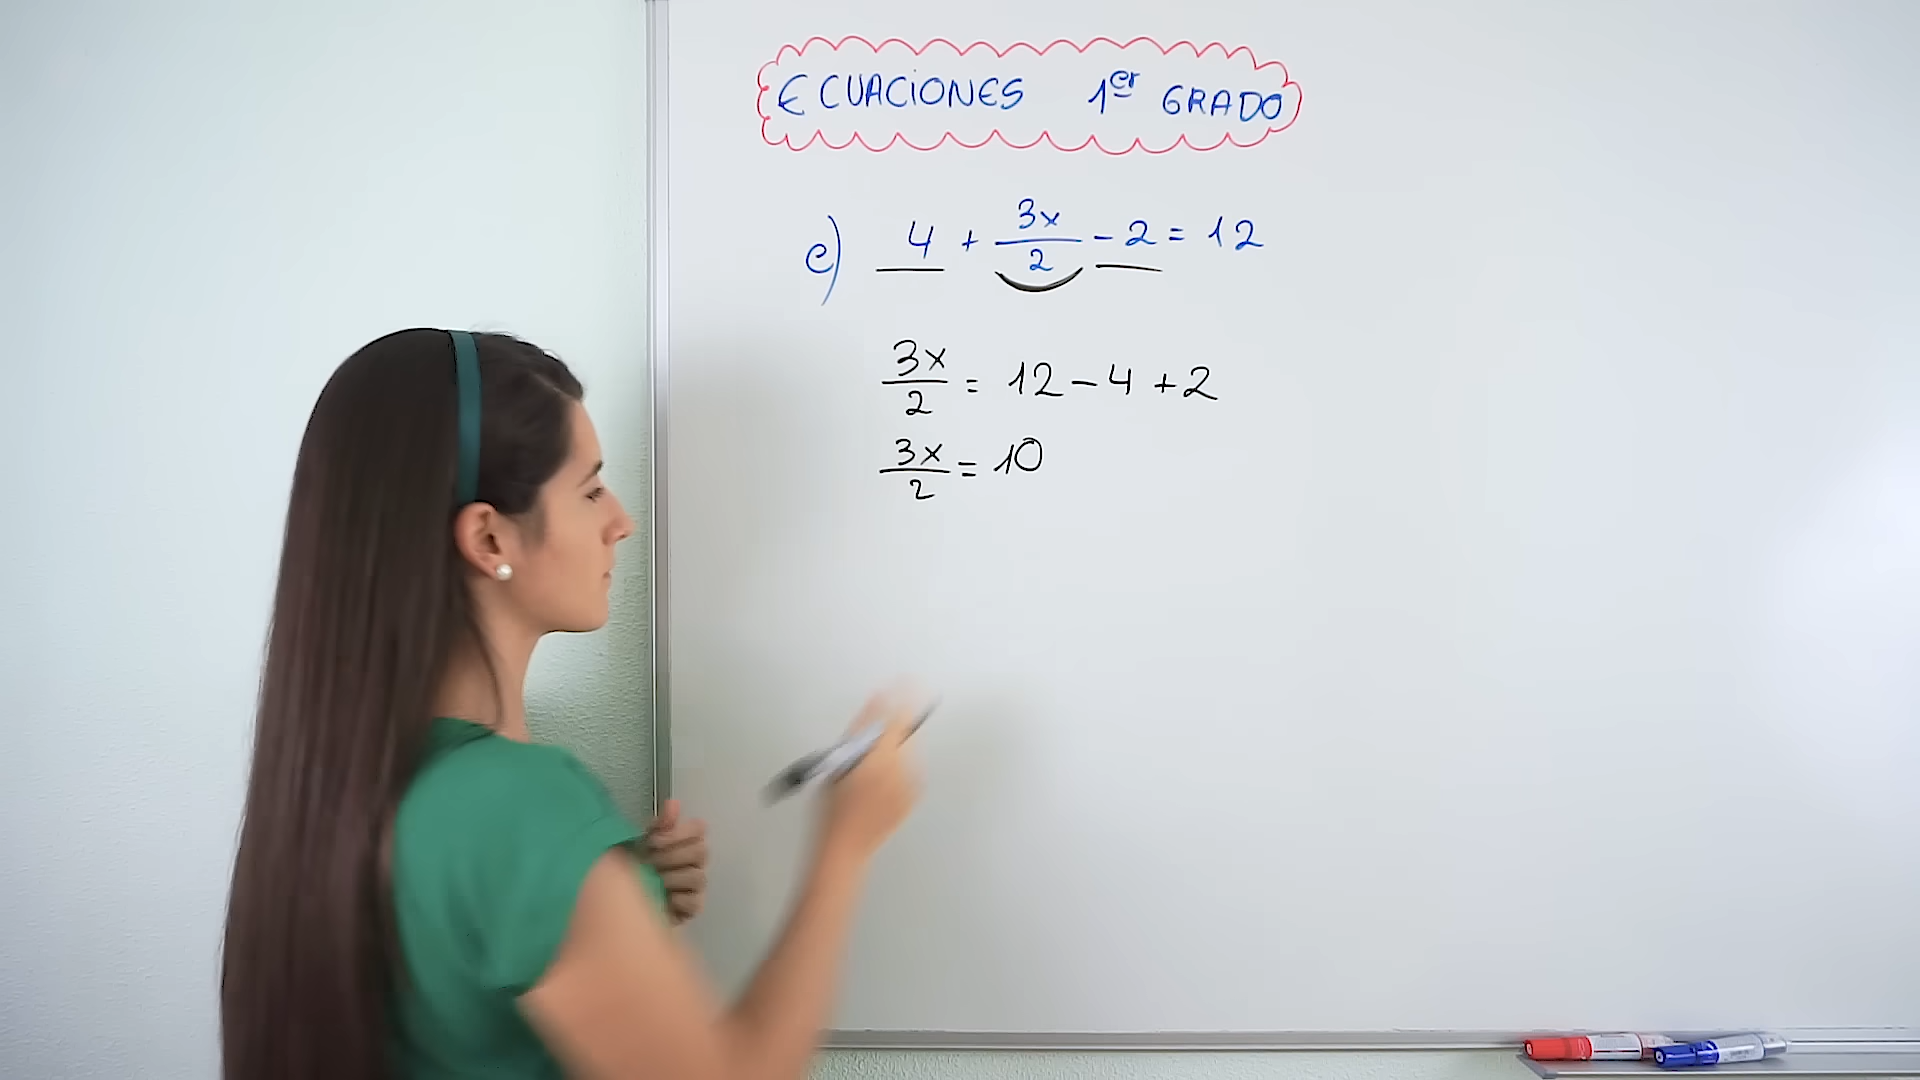 ECUACIONES 1er GRADO
e) 4 + 3x/2 - 2 = 12
3x/2 = 12 - 4 + 2
3x/2 = 10